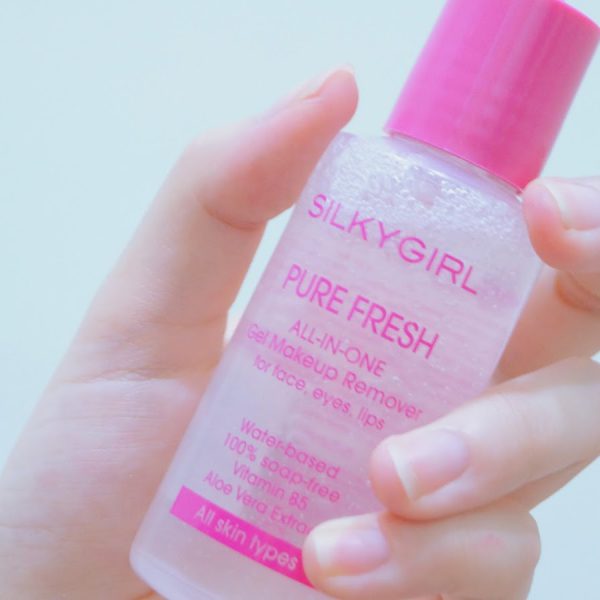 SILKYGIRL
PURE FRESH
ALL-IN-ONE
Gel Makeup Remover
for face, eyes, lips
Water-based
100% soap-free
Vitamin B5
Aloe Vera
All skin types